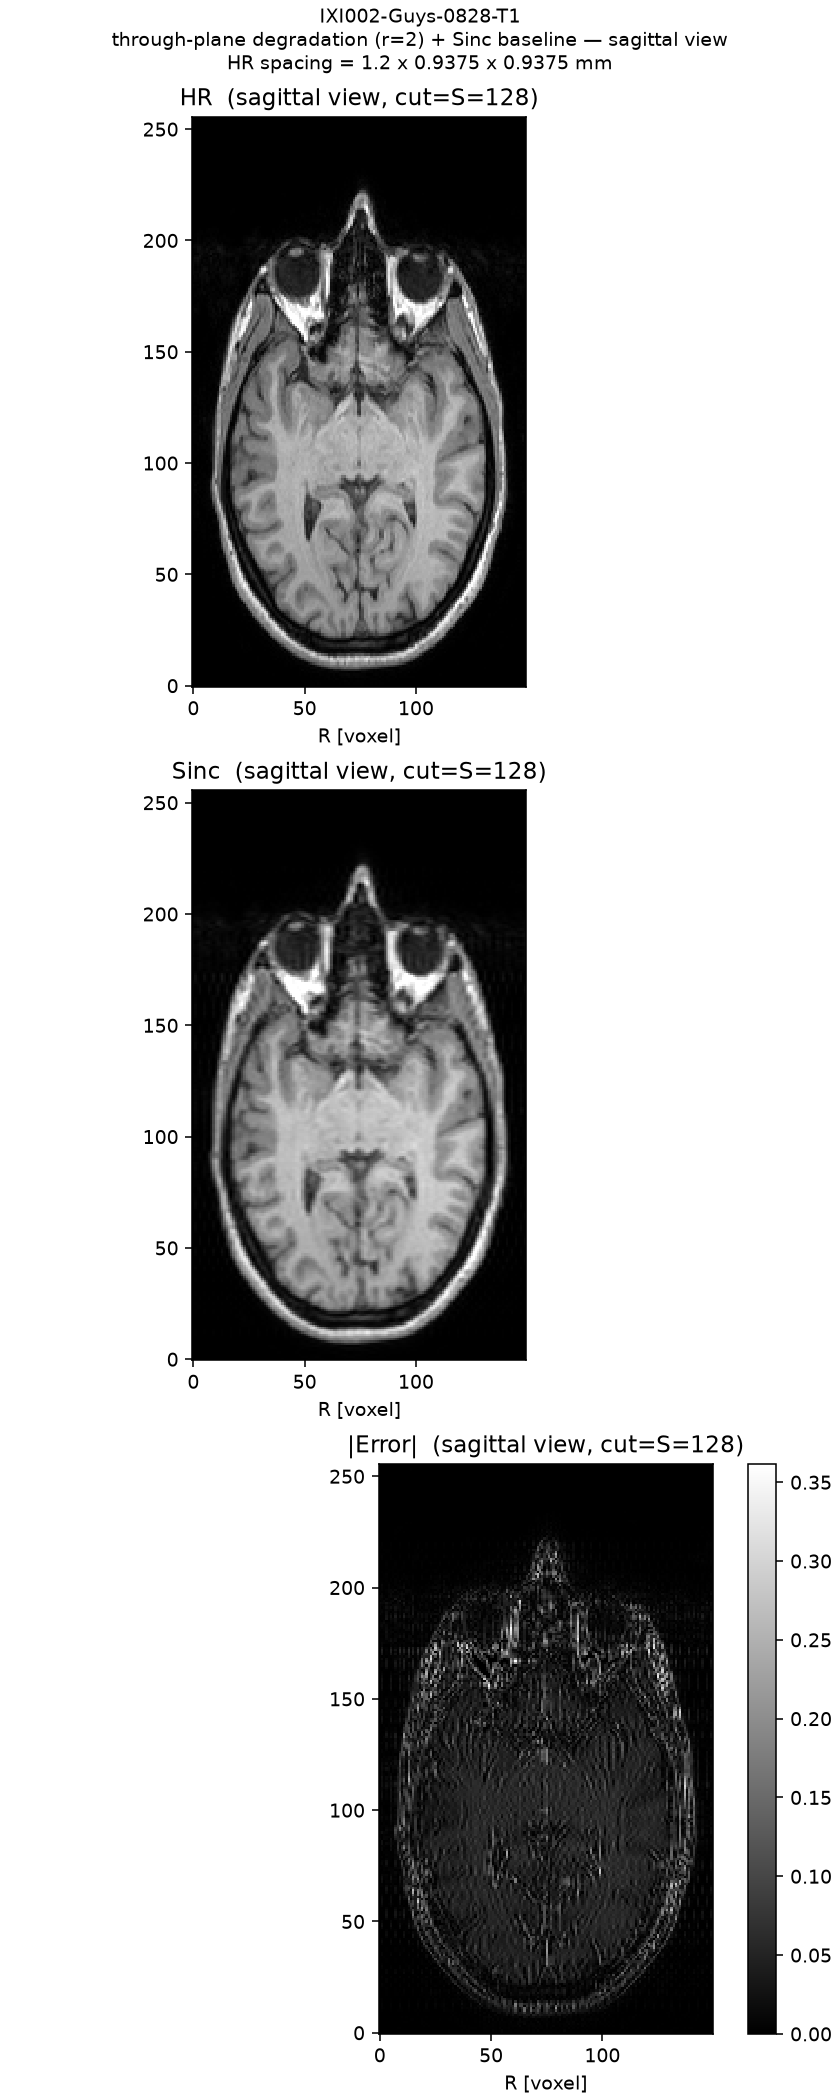 IXI002-Guys-0828-T1
through-plane degradation (r=2) + Sinc baseline — sagittal view
HR spacing = 1.2 x 0.9375 x 0.9375 mm
HR  (sagittal view, cut=S=128)
250
200
150
100
50
0
0 50 100
R [voxel]
Sinc  (sagittal view, cut=S=128)
250
200
150
100
50
0
0 50 100
R [voxel]
|Error|  (sagittal view, cut=S=128)
250
200
150
100
50
0
0 50 100
R [voxel]
0.35
0.30
0.25
0.20
0.15
0.10
0.05
0.00